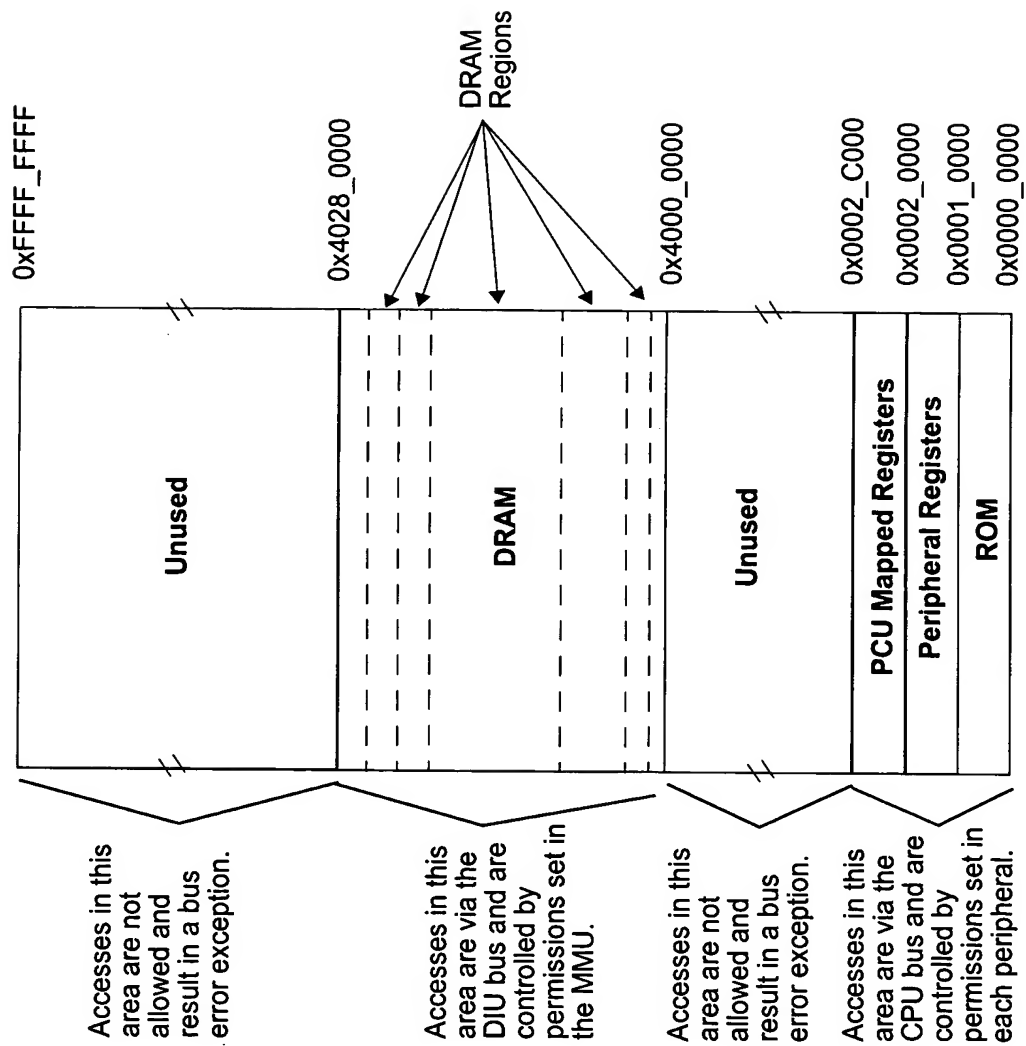 0xFFFF_FFFF
Accesses in this
area are not
allowed and
result in a bus
error exception.
Unused
0x4028_0000
Accesses in this
area are via the
DIU bus and are
controlled by
permissions set in
the MMU.
DRAM
DRAM
Regions
0x4000_0000
Accesses in this
area are not
allowed and
result in a bus
error exception.
Unused
0x0002_C000
Accesses in this
area are via the
CPU bus and are
controlled by
permissions set in
each peripheral.
PCU Mapped Registers
0x0002_0000
Peripheral Registers
0x0001_0000
ROM
0x0000_0000